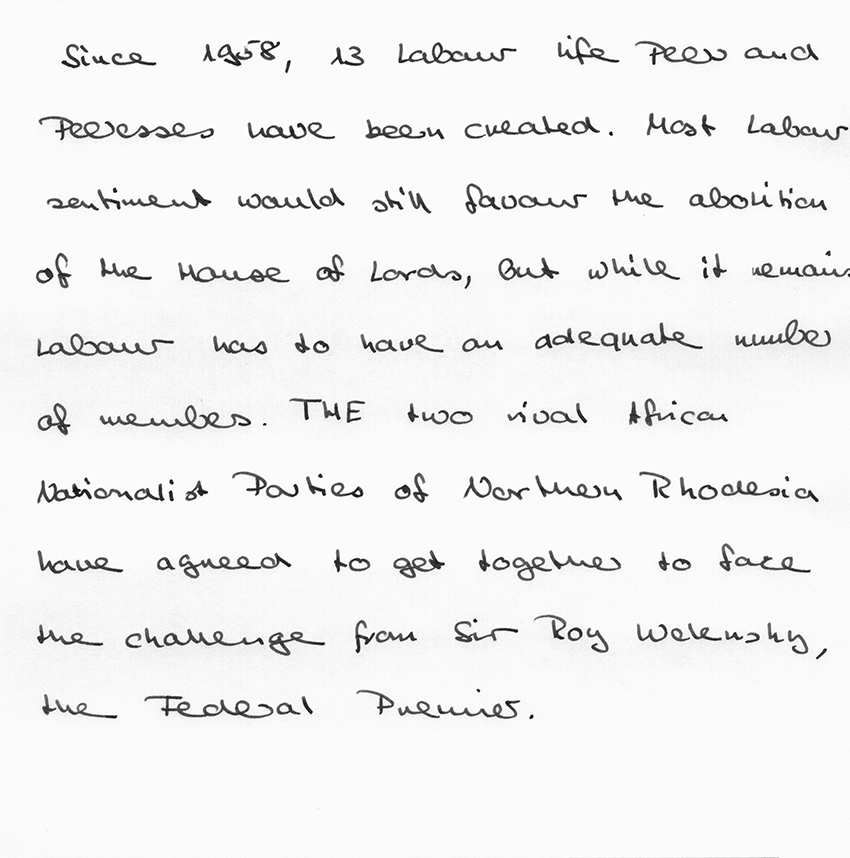 Since 1958, 13 Labour life Peers and
Peeresses have been created. Most Labour
sentiment would still favour the abolition
of the House of Lords, but while it remains
Labour has to have an adequate number
of members. THE two rival African
Nationalist Parties of Northern Rhodesia
have agreed to get together to face
the challenge from Sir Roy Welensky,
the Federal Premier.